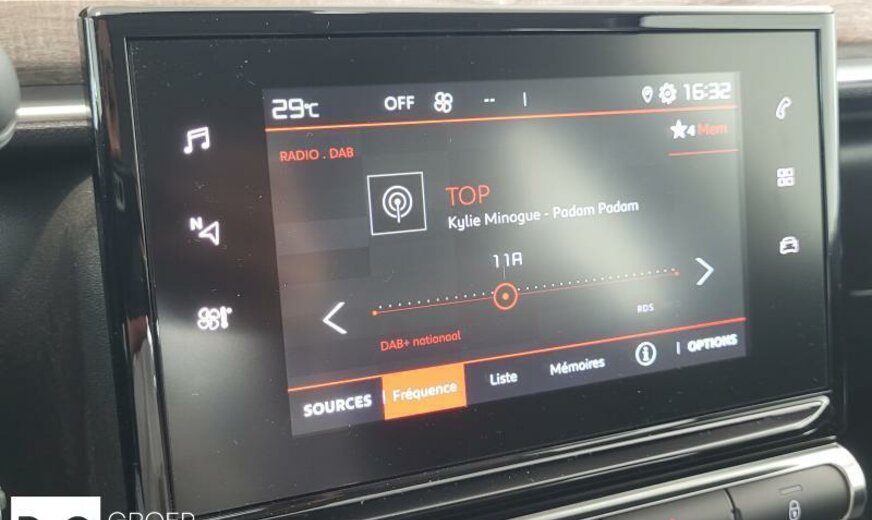 29°C OFF -- | 16:32
4 Mem
RADIO . DAB
TOP
Kylie Minogue - Padam Padam
11A
RDS
DAB+ nationaal
SOURCES | Fréquence Liste Mémoires i | OPTIONS
N
GROEP